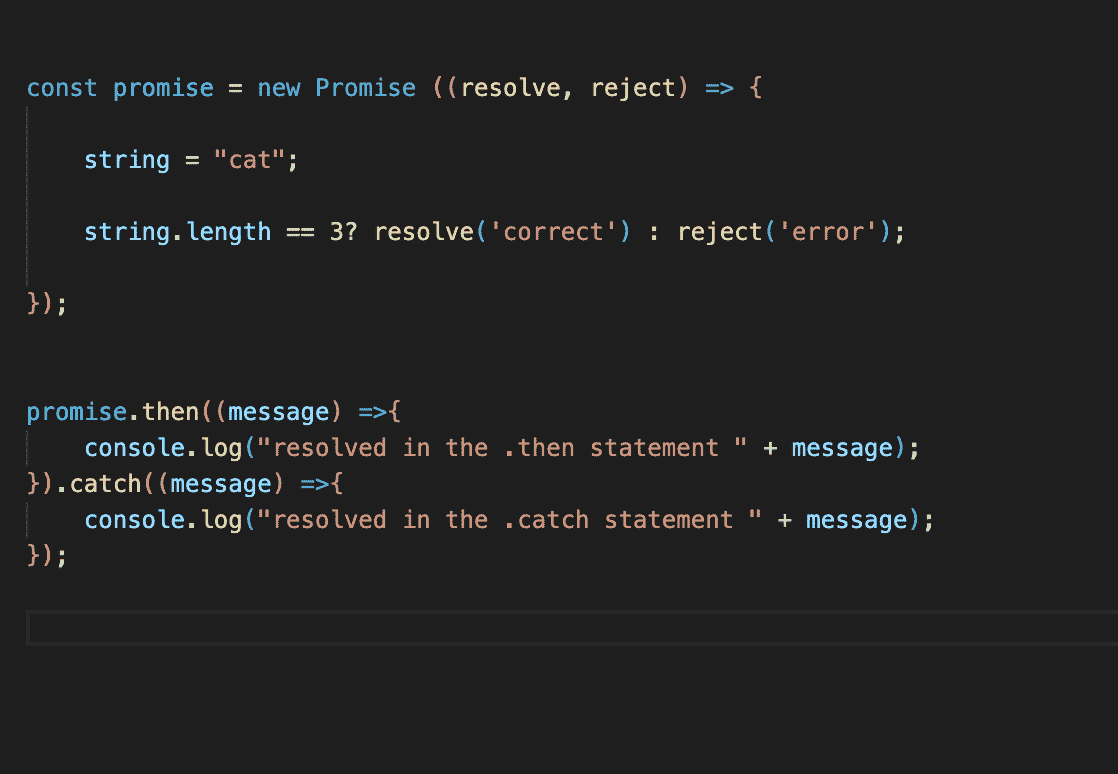 const promise = new Promise ((resolve, reject) => {
string = "cat";
string.length == 3? resolve('correct') : reject('error');
});
promise.then((message) =>{
console.log("resolved in the .then statement " + message);
}).catch((message) =>{
console.log("resolved in the .catch statement " + message);
});